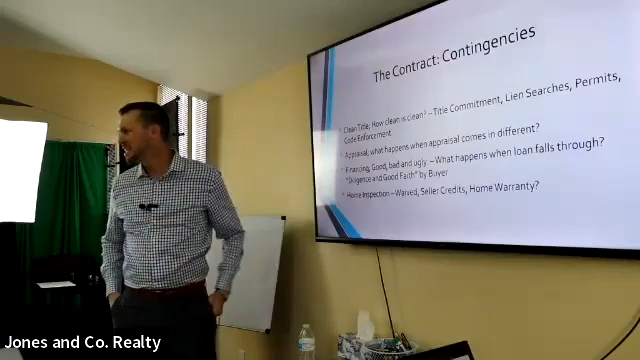 The Contract: Contingencies
Clean Title; How clean is clean? – Title Commitment, Lien Searches, Permits,
Code Enforcement
Appraisal; what happens when appraisal comes in different?
Financing, Good, bad and ugly. – What happens when loan falls through?
"Diligence and Good Faith" by Buyer
Home Inspection – Waived, Seller Credits, Home Warranty?
Jones and Co. Realty